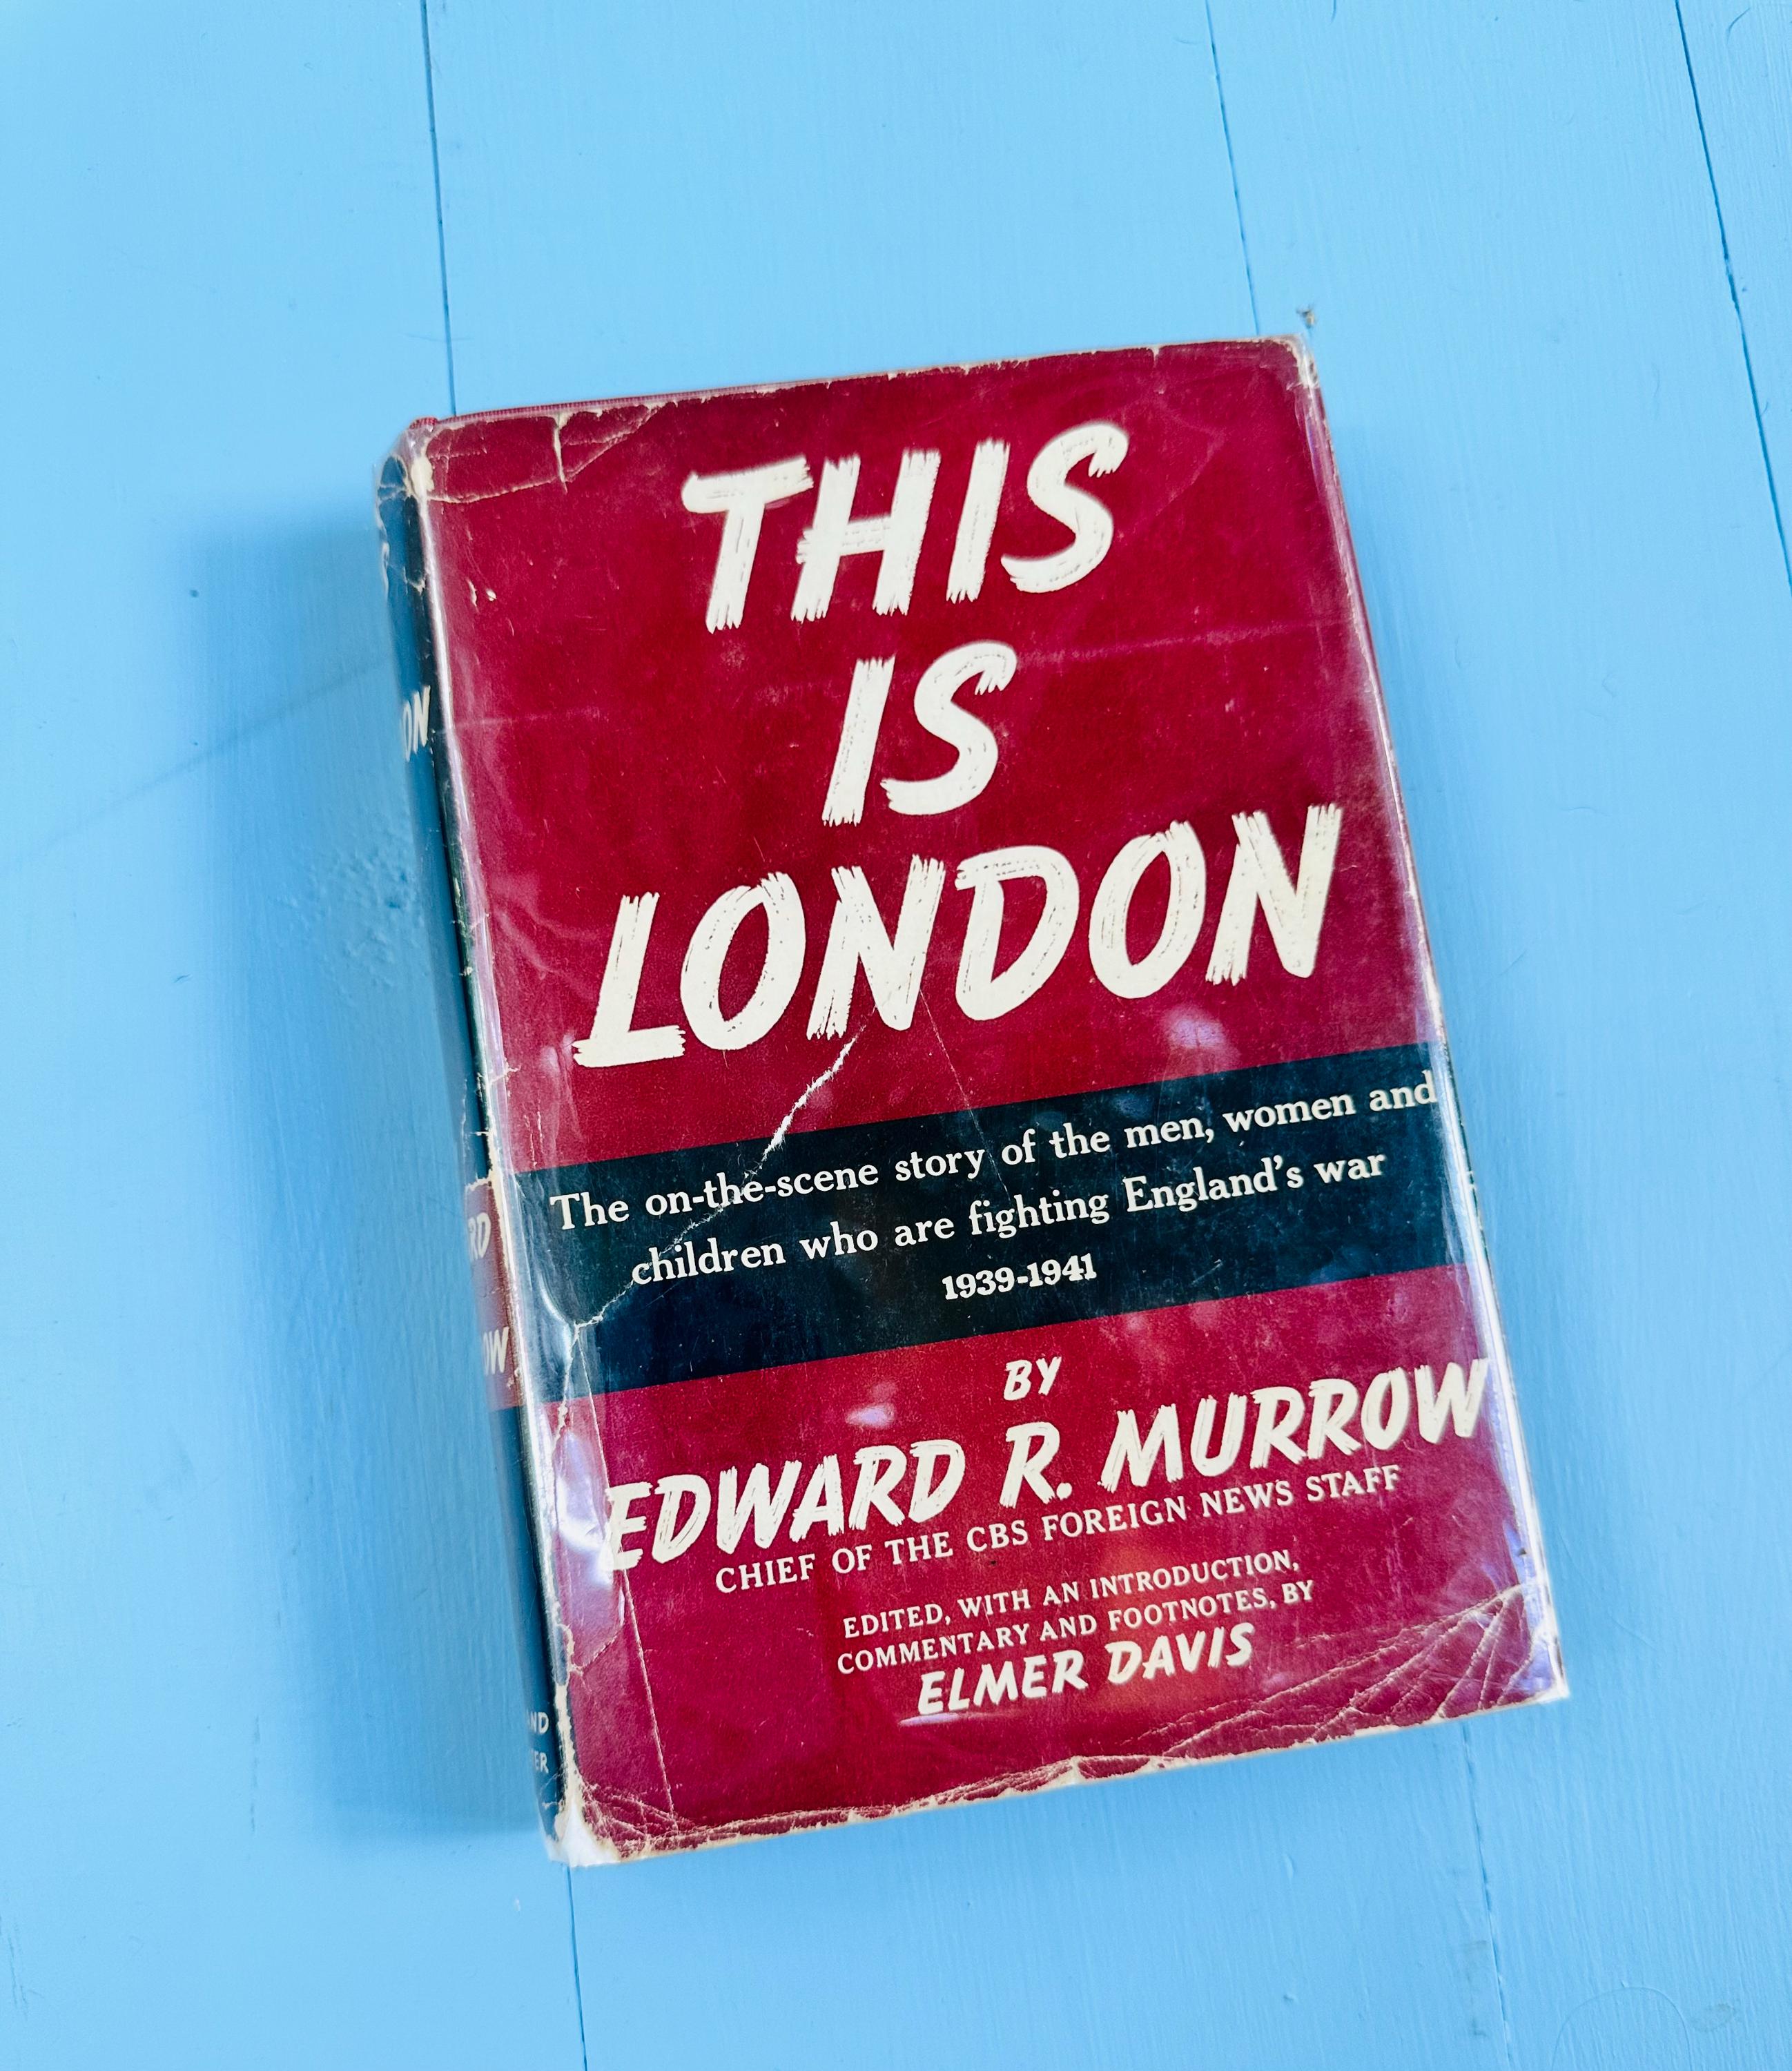 THIS
IS
LONDON
The on-the-scene story of the men, women and
children who are fighting England's war
1939-1941
BY
EDWARD R. MURROW
CHIEF OF THE CBS FOREIGN NEWS STAFF
EDITED, WITH AN INTRODUCTION,
COMMENTARY AND FOOTNOTES, BY
ELMER DAVIS